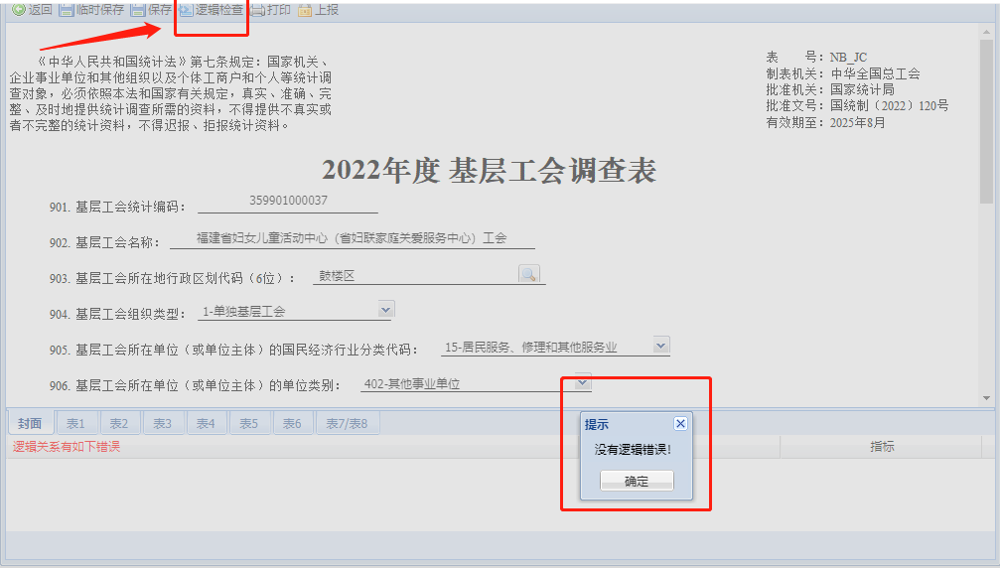 返回 临时保存 保存 逻辑检查 打印 上报
《中华人民共和国统计法》第七条规定：国家机关、
企业事业单位和其他组织以及个体工商户和个人等统计调
查对象，必须依照本法和国家有关规定，真实、准确、完
整、及时地提供统计调查所需的资料，不得提供不真实或
者不完整的统计资料，不得迟报、拒报统计资料。
表　　号：NB_JC
制表机关：中华全国总工会
批准机关：国家统计局
批准文号：国统制（2022）120号
有效期至：2025年8月
2022年度 基层工会调查表
901. 基层工会统计编码： 359901000037
902. 基层工会名称： 福建省妇女儿童活动中心（省妇联家庭关爱服务中心）工会
903. 基层工会所在地行政区划代码（6位）： 鼓楼区
904. 基层工会组织类型： 1-单独基层工会
905. 基层工会所在单位（或单位主体）的国民经济行业分类代码： 15-居民服务、修理和其他服务业
906. 基层工会所在单位（或单位主体）的单位类别： 402-其他事业单位
封面 表1 表2 表3 表4 表5 表6 表7/表8
逻辑关系有如下错误 指标
提示
没有逻辑错误!
确定